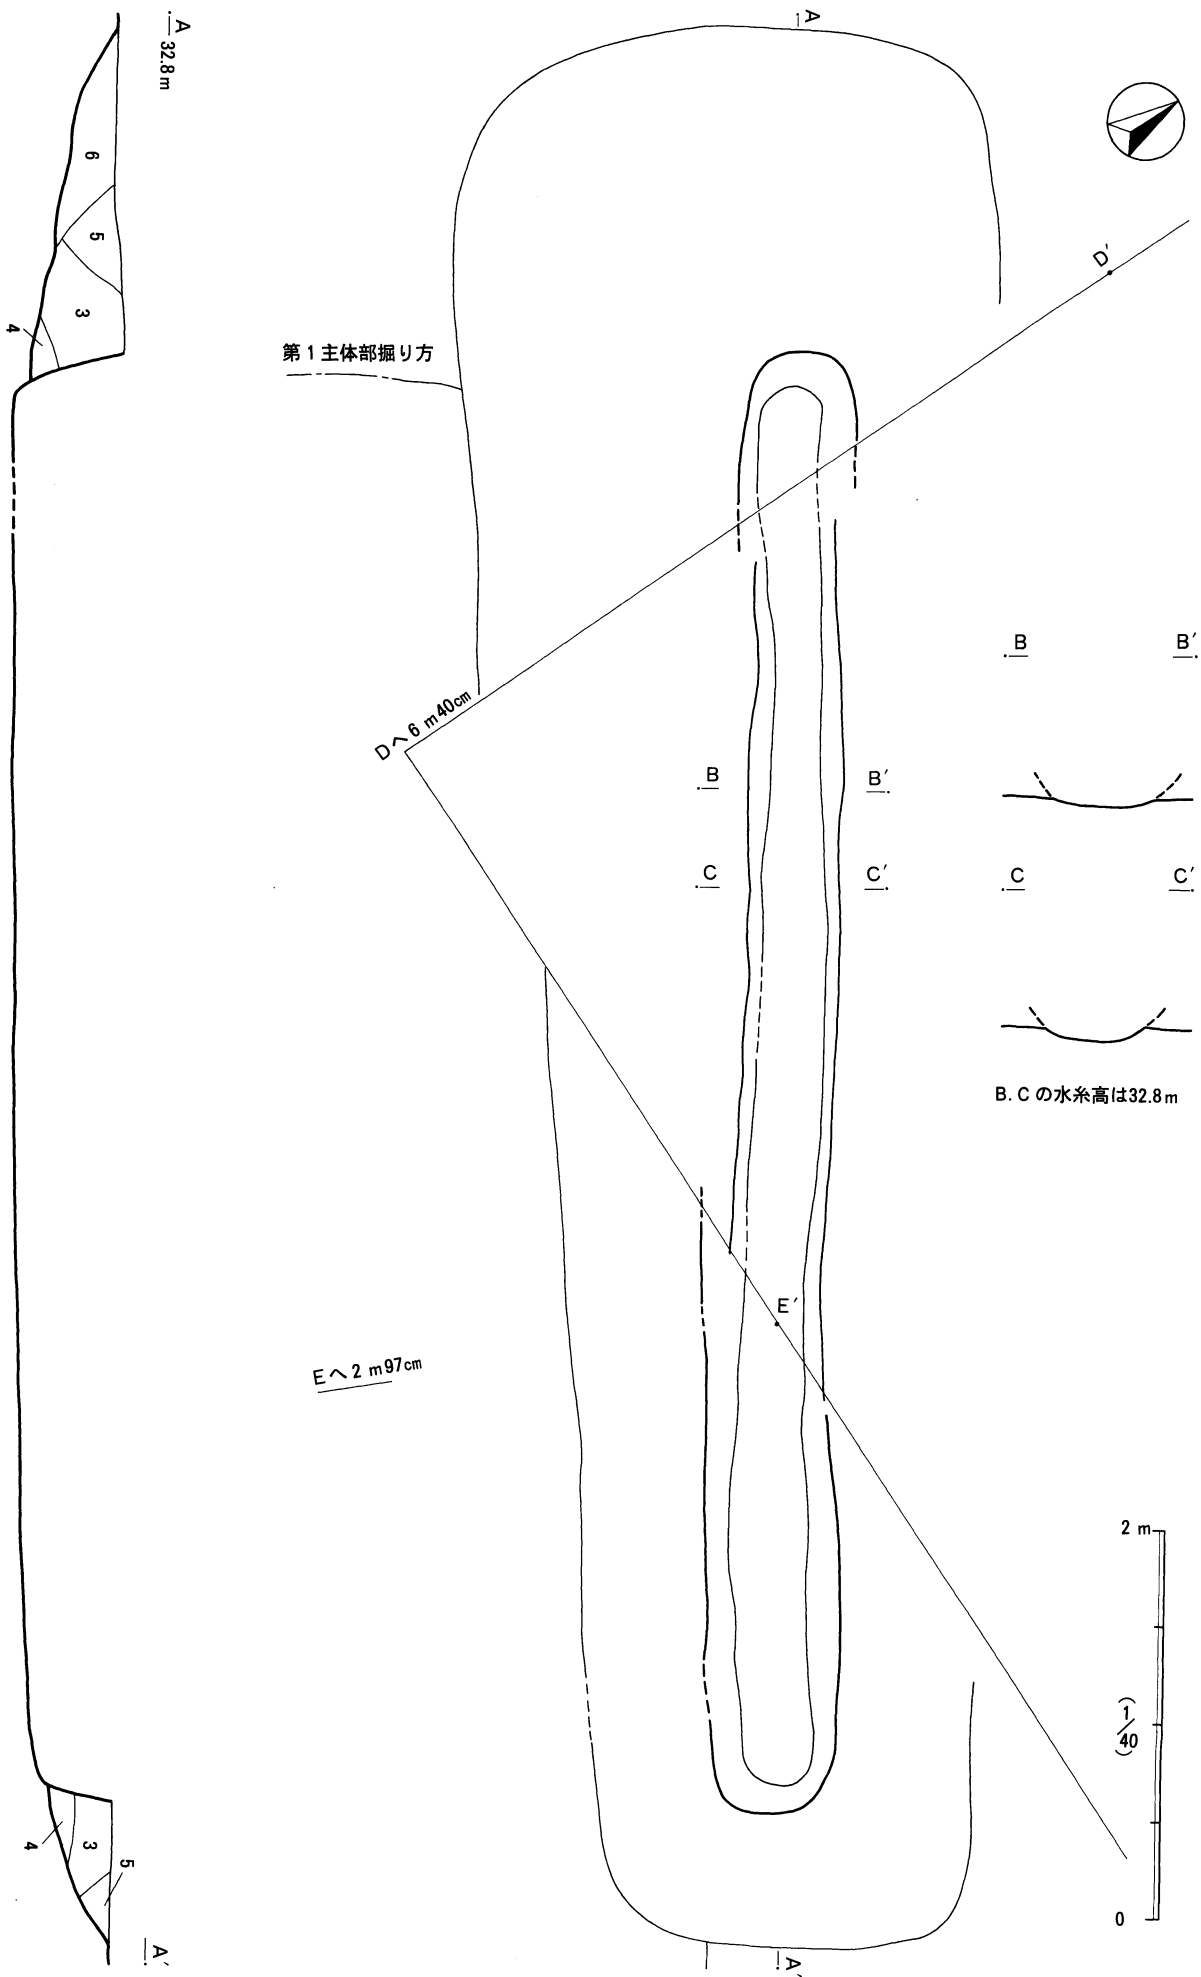 A
32.8m
6
5
3
4
4
3
5
A′
A
第1主体部掘り方
D′
Dへ6m40cm
B
B′
C
C′
B
B′
C
C′
B.Cの水糸高は32.8m
E′
Eへ2m97cm
2m
(1/40)
0
A′